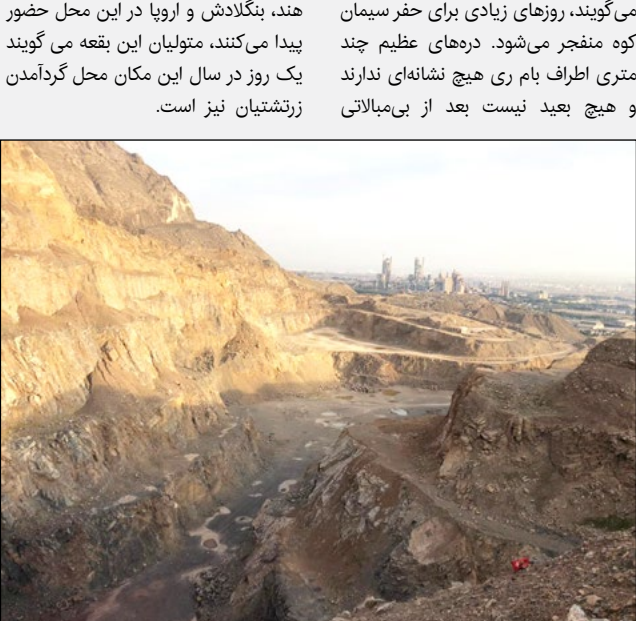 می‌گویند، روزهای زیادی برای حفر سیمان
کوه منفجر می‌شود. دره‌های عظیم چند
متری اطراف بام ری هیچ نشانه‌ای ندارند
و هیچ بعید نیست بعد از بی‌مبالاتی
هند، بنگلادش و اروپا در این محل حضور
پیدا می‌کنند، متولیان این بقعه می گویند
یک روز در سال این مکان محل گردآمدن
زرتشتیان نیز است.